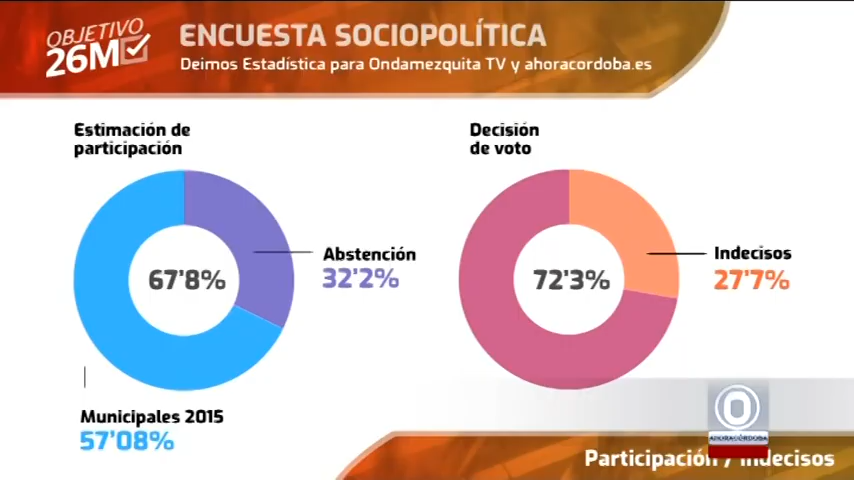 OBJETIVO
26M
ENCUESTA SOCIOPOLÍTICA
Deimos Estadística para Ondamezquita TV y ahoracordoba.es
Estimación de
participación
67'8%
Abstención
32'2%
Municipales 2015
57'08%
Decisión
de voto
72'3%
Indecisos
27'7%
AHORACÓRDOBA
Participación / Indecisos